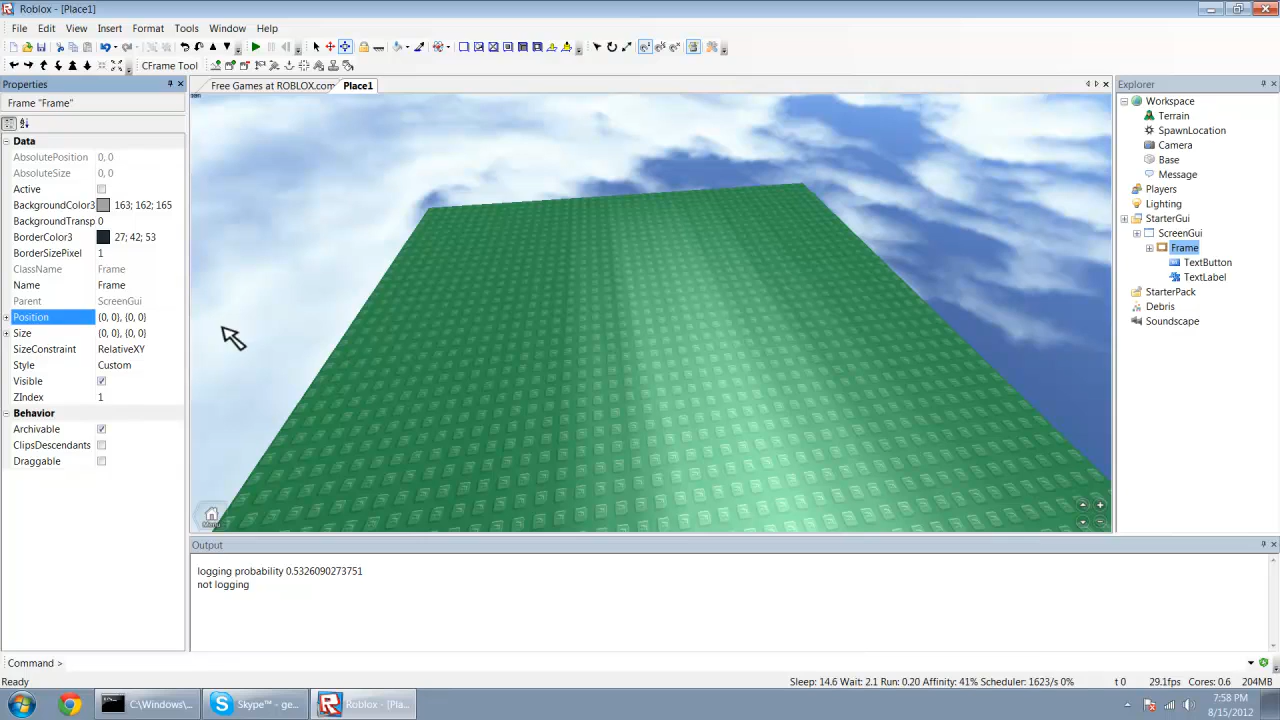 Roblox - [Place1]
File Edit View Insert Format Tools Window Help
CFrame Tool
Properties
Free Games at ROBLOX.com
Place1
Explorer
Frame "Frame"
Data
AbsolutePosition 0, 0
AbsoluteSize 0, 0
Active
BackgroundColor3 163; 162; 165
BackgroundTransp 0
BorderColor3 27; 42; 53
BorderSizePixel 1
ClassName Frame
Name Frame
Parent ScreenGui
Position {0, 0}, {0, 0}
Size {0, 0}, {0, 0}
SizeConstraint RelativeXY
Style Custom
Visible
ZIndex 1
Behavior
Archivable
ClipsDescendants
Draggable
Menu
Workspace
Terrain
SpawnLocation
Camera
Base
Message
Players
Lighting
StarterGui
ScreenGui
Frame
TextButton
TextLabel
StarterPack
Debris
Soundscape
Output
logging probability 0.5326090273751
not logging
Command >
Ready
Sleep: 14.6 Wait: 2.1 Run: 0.20 Affinity: 41% Scheduler: 1623/s 0%
t 0
29.1fps
Cores: 0.6
204MB
C:\Windows\...
Skype™ - ge...
Roblox - [Pla...
7:58 PM
8/15/2012